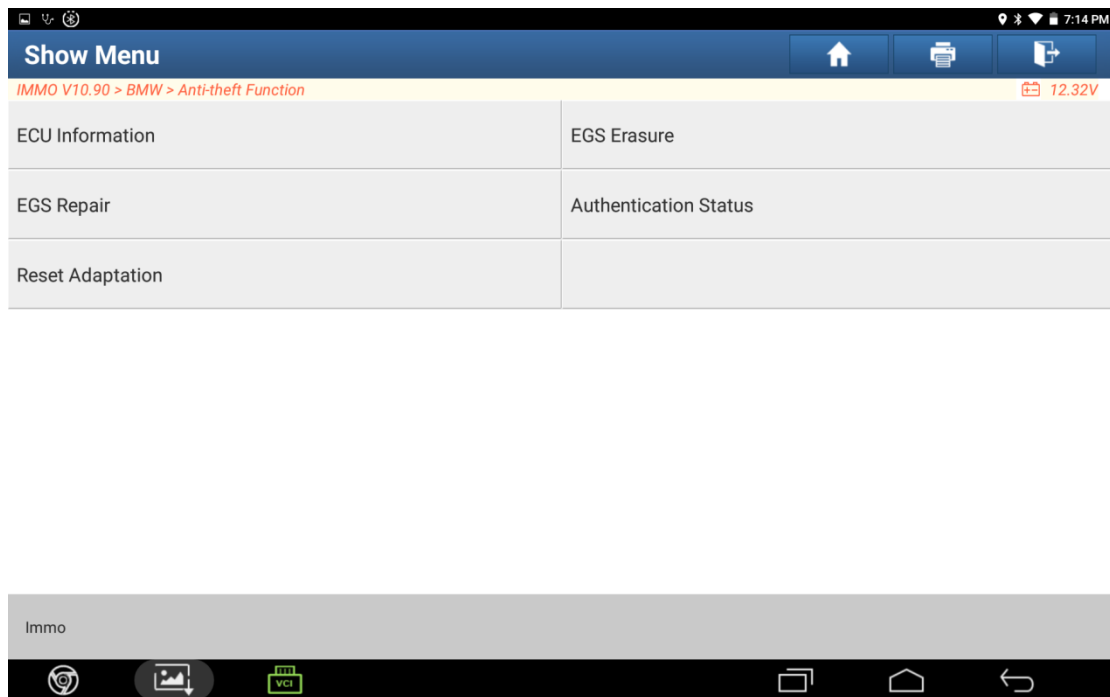 7:14 PM
Show Menu
IMMO V10.90 > BMW > Anti-theft Function
12.32V
ECU Information
EGS Erasure
EGS Repair
Authentication Status
Reset Adaptation
Immo
VCI